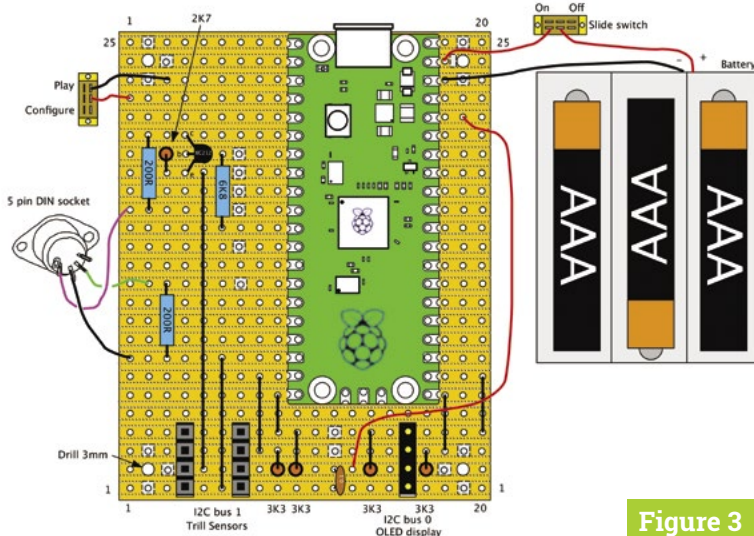 2K7
On Off
Slide switch
1 20
25 25
Play
Configure
- +
Battery
200R
b
6K8
5 pin DIN socket
200R
AAA
AAA
AAA
Drill 3mm
1 1
1 20
I2C bus 1
Trill Sensors
3K3 3K3
3K3 3K3
I2C bus 0
OLED display
Figure 3